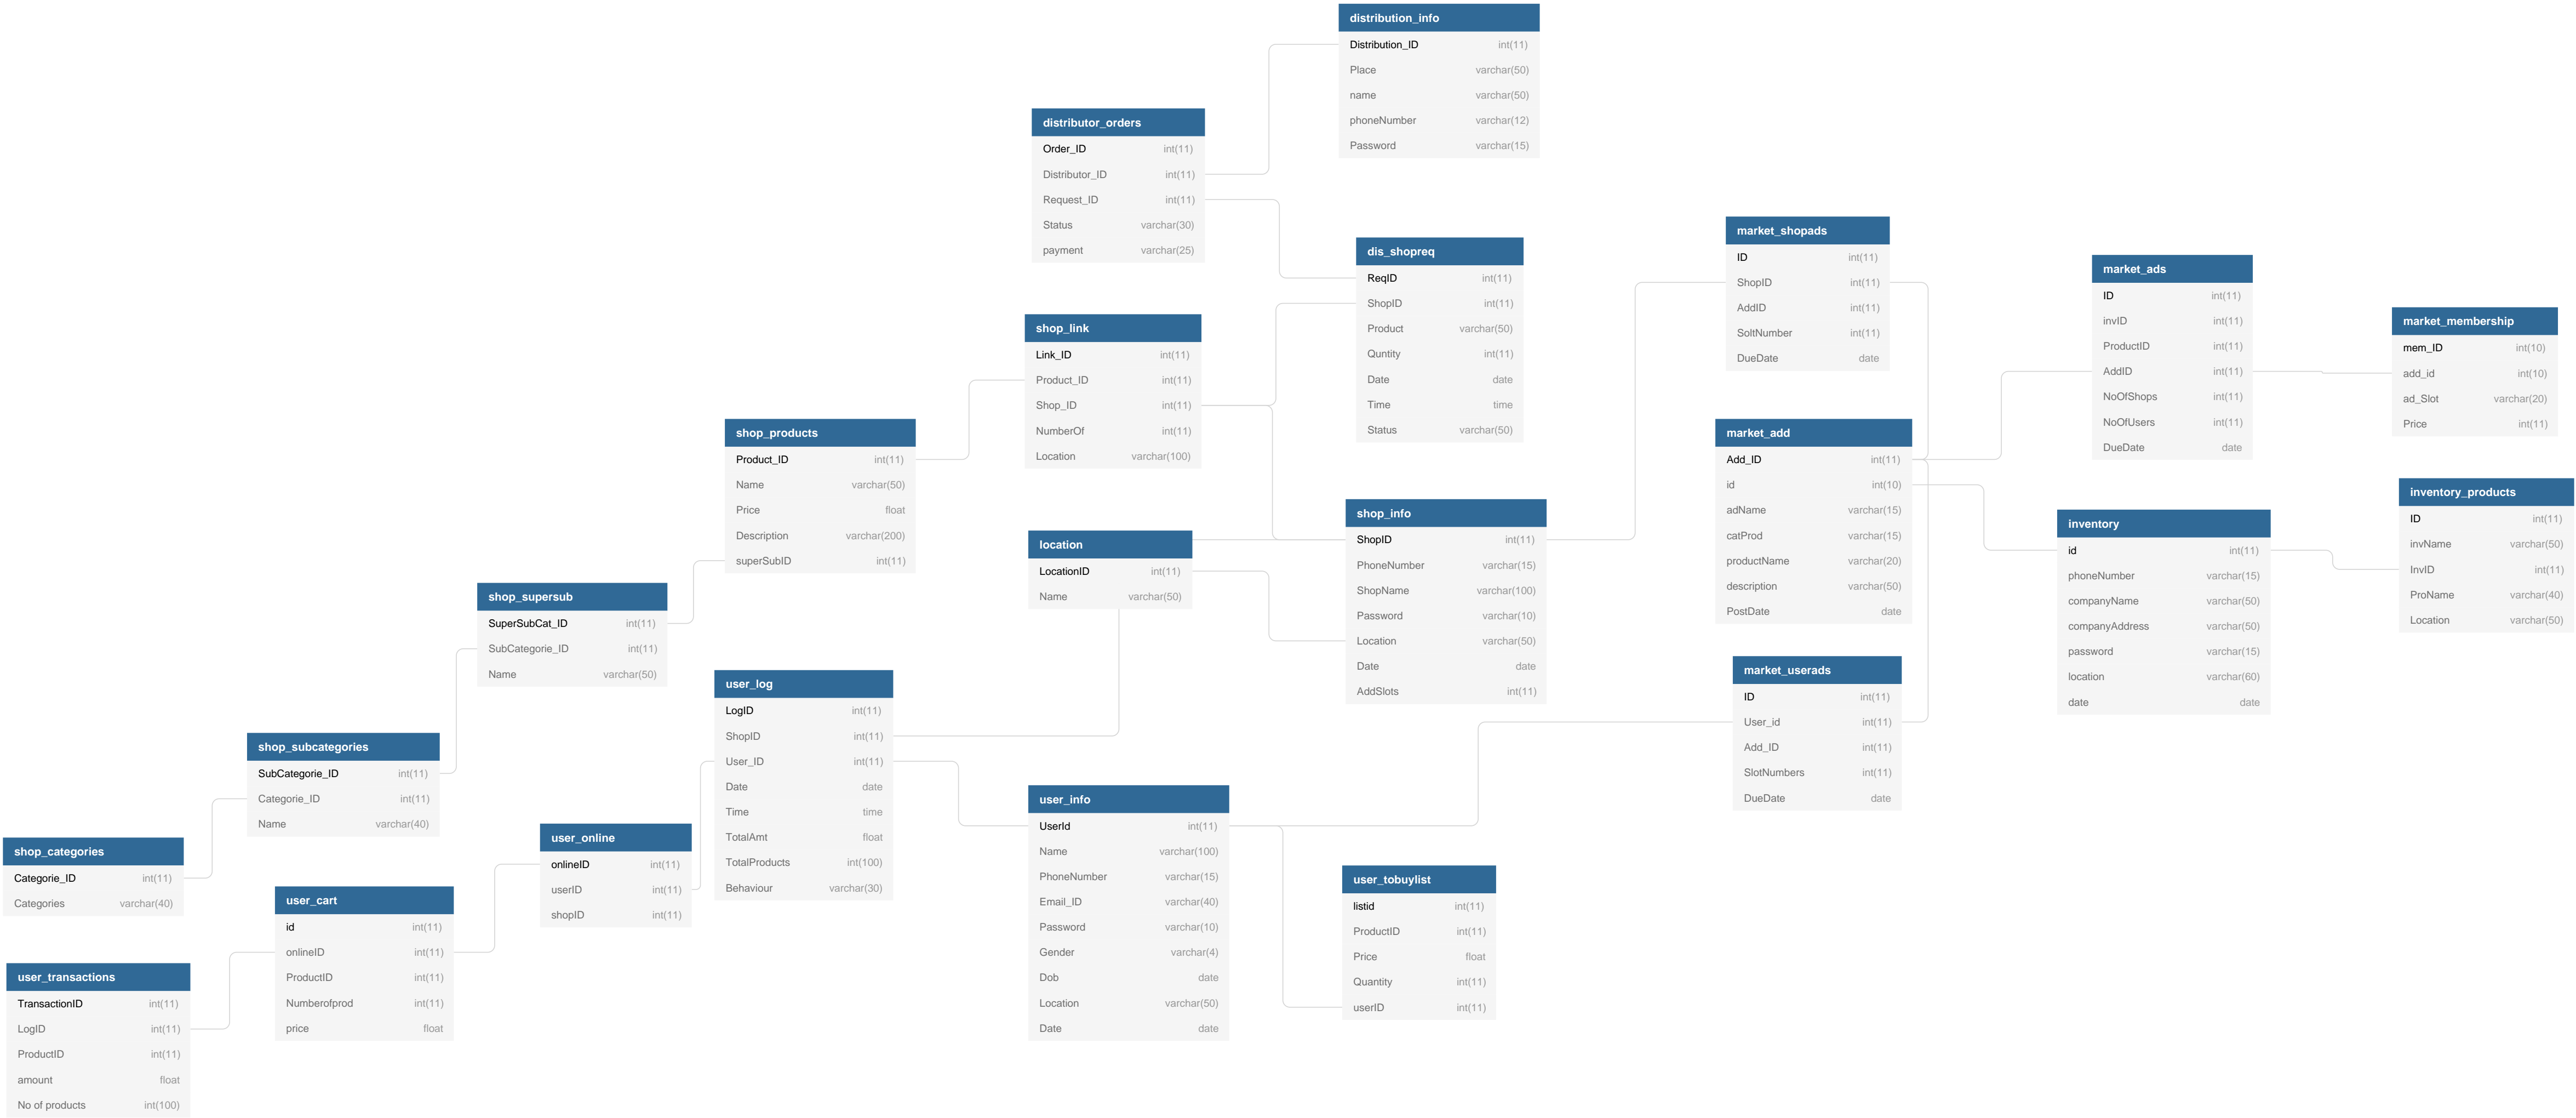 distribution_info
Distribution_ID int(11)
Place varchar(50)
name varchar(50)
phoneNumber varchar(12)
Password varchar(15)
distributor_orders
Order_ID int(11)
Distributor_ID int(11)
Request_ID int(11)
Status varchar(30)
payment varchar(25)
dis_shopreq
ReqID int(11)
ShopID int(11)
Product varchar(50)
Quntity int(11)
Date date
Time time
Status varchar(50)
market_shopads
ID int(11)
ShopID int(11)
AddID int(11)
SoltNumber int(11)
DueDate date
market_ads
ID int(11)
invID int(11)
ProductID int(11)
AddID int(11)
NoOfShops int(11)
NoOfUsers int(11)
DueDate date
market_membership
mem_ID int(10)
add_id int(10)
ad_Slot varchar(20)
Price int(11)
shop_link
Link_ID int(11)
Product_ID int(11)
Shop_ID int(11)
NumberOf int(11)
Location varchar(100)
shop_products
Product_ID int(11)
Name varchar(50)
Price float
Description varchar(200)
superSubID int(11)
market_add
Add_ID int(11)
id int(10)
adName varchar(15)
catProd varchar(15)
productName varchar(20)
description varchar(50)
PostDate date
inventory_products
ID int(11)
invName varchar(50)
InvID int(11)
ProName varchar(40)
Location varchar(50)
shop_info
ShopID int(11)
PhoneNumber varchar(15)
ShopName varchar(100)
Password varchar(10)
Location varchar(50)
Date date
AddSlots int(11)
inventory
id int(11)
phoneNumber varchar(15)
companyName varchar(50)
companyAddress varchar(50)
password varchar(15)
location varchar(60)
date date
location
LocationID int(11)
Name varchar(50)
shop_supersub
SuperSubCat_ID int(11)
SubCategorie_ID int(11)
Name varchar(50)
market_userads
ID int(11)
User_id int(11)
Add_ID int(11)
SlotNumbers int(11)
DueDate date
user_log
LogID int(11)
ShopID int(11)
User_ID int(11)
Date date
Time time
TotalAmt float
TotalProducts int(100)
Behaviour varchar(30)
shop_subcategories
SubCategorie_ID int(11)
Categorie_ID int(11)
Name varchar(40)
user_info
UserId int(11)
Name varchar(100)
PhoneNumber varchar(15)
Email_ID varchar(40)
Password varchar(10)
Gender varchar(4)
Dob date
Location varchar(50)
Date date
user_online
onlineID int(11)
userID int(11)
shopID int(11)
shop_categories
Categorie_ID int(11)
Categories varchar(40)
user_tobuylist
listid int(11)
ProductID int(11)
Price float
Quantity int(11)
userID int(11)
user_cart
id int(11)
onlineID int(11)
ProductID int(11)
Numberofprod int(11)
price float
user_transactions
TransactionID int(11)
LogID int(11)
ProductID int(11)
amount float
No of products int(100)